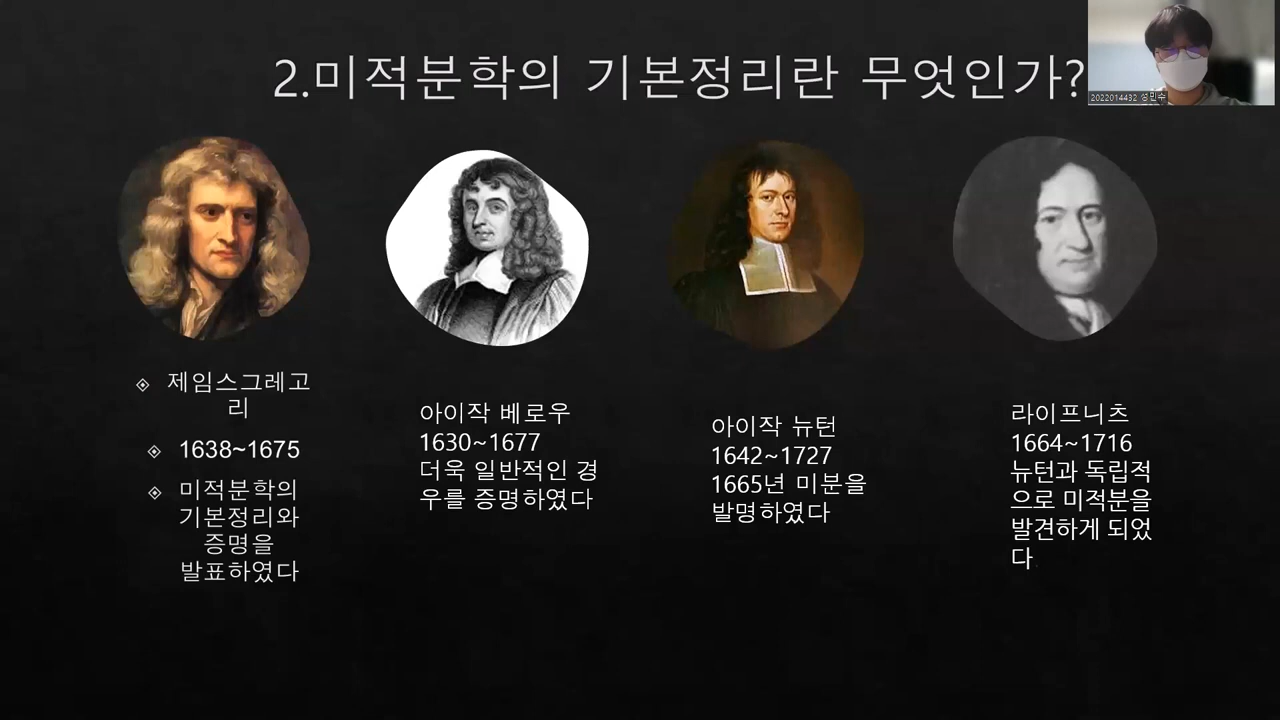 2.미적분학의 기본정리란 무엇인가?
2022014432 성민수
제임스그레고
리
1638~1675
미적분학의
기본정리와
증명을
발표하였다
아이작 베로우
1630~1677
더욱 일반적인 경
우를 증명하였다
아이작 뉴턴
1642~1727
1665년 미분을
발명하였다
라이프니츠
1664~1716
뉴턴과 독립적
으로 미적분을
발견하게 되었
다.